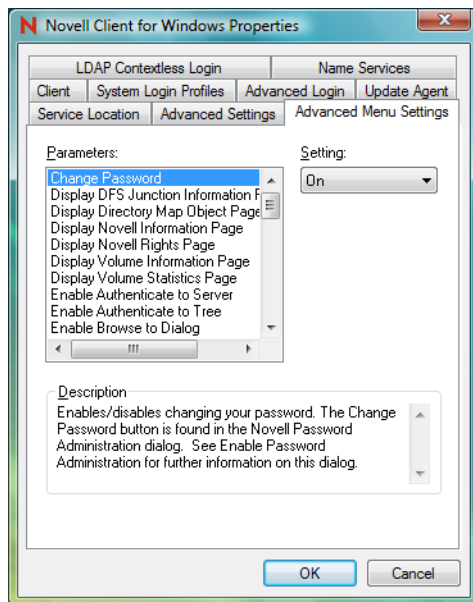 Novell Client for Windows Properties
LDAP Contextless Login Name Services
Client System Login Profiles Advanced Login Update Agent
Service Location Advanced Settings Advanced Menu Settings
Parameters: Setting:
Change Password On
Display DFS Junction Information
Display Directory Map Object Page
Display Novell Information Page
Display Novell Rights Page
Display Volume Information Page
Display Volume Statistics Page
Enable Authenticate to Server
Enable Authenticate to Tree
Enable Browse to Dialog
Description
Enables/disables changing your password. The Change
Password button is found in the Novell Password
Administration dialog. See Enable Password
Administration for further information on this dialog.
OK Cancel